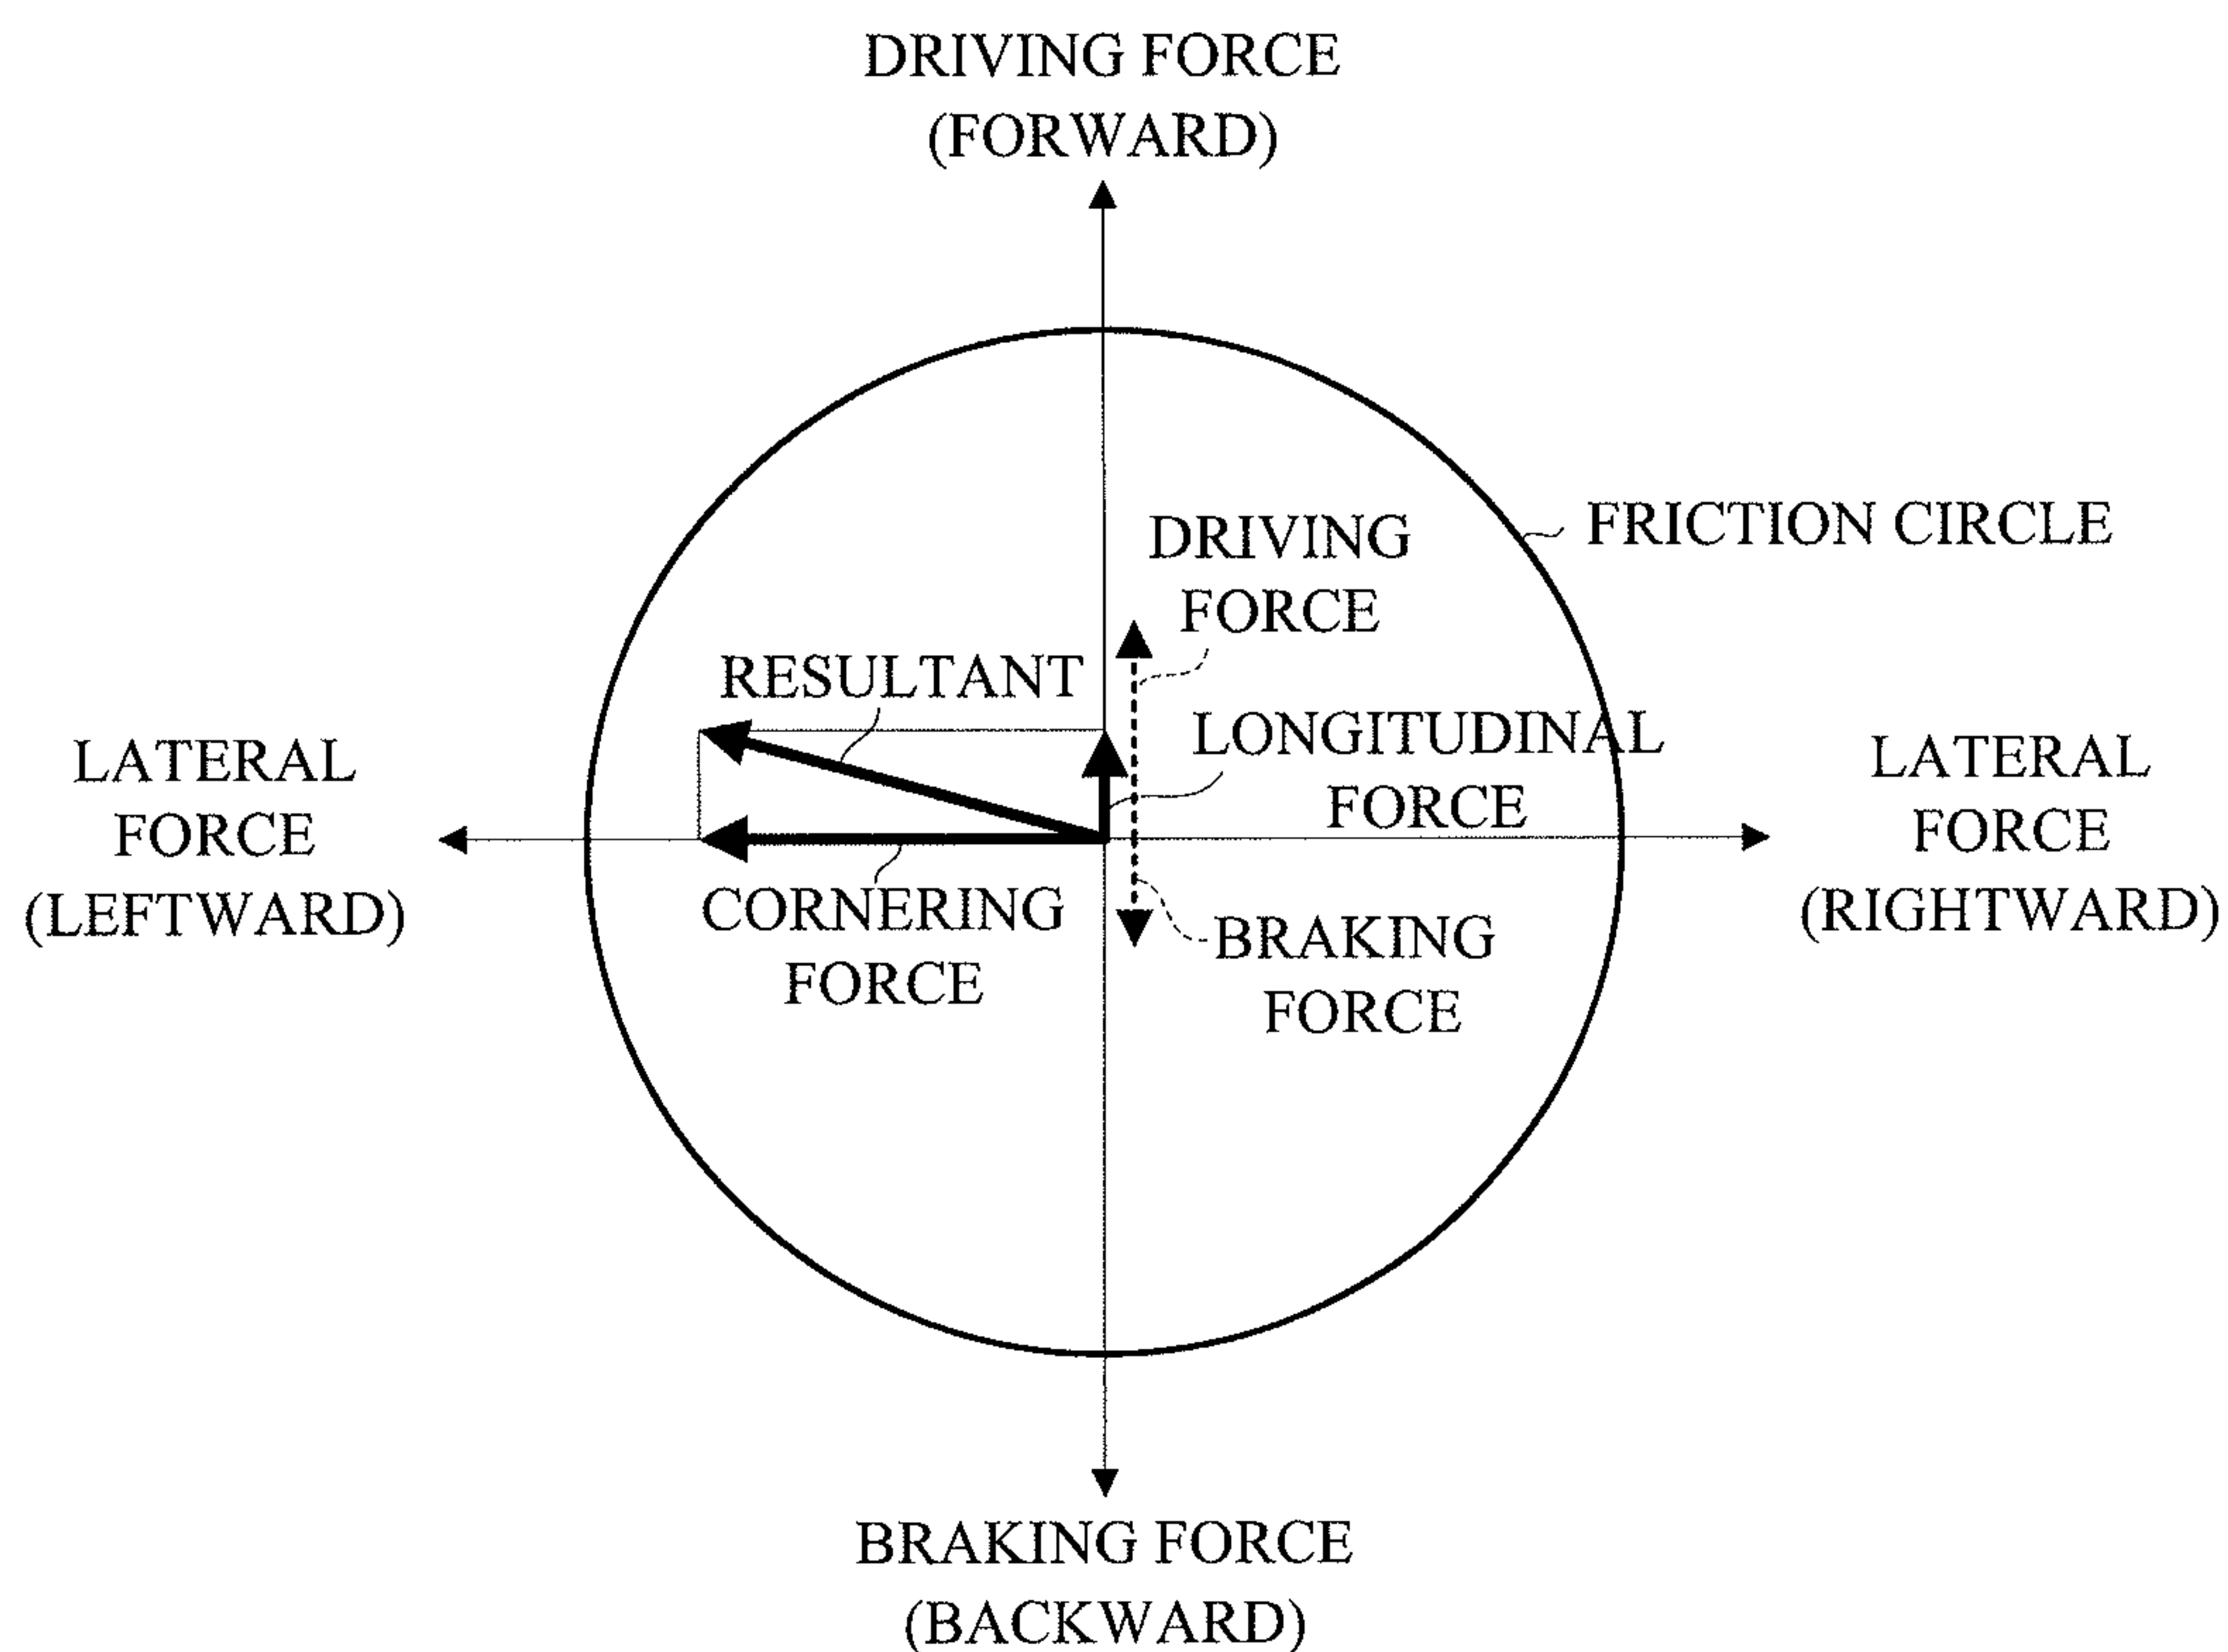 DRIVING FORCE
(FORWARD)
FRICTION CIRCLE
DRIVING
FORCE
RESULTANT
LONGITUDINAL
FORCE
LATERAL
FORCE
(LEFTWARD)
LATERAL
FORCE
(RIGHTWARD)
CORNERING
FORCE
BRAKING
FORCE
BRAKING FORCE
(BACKWARD)